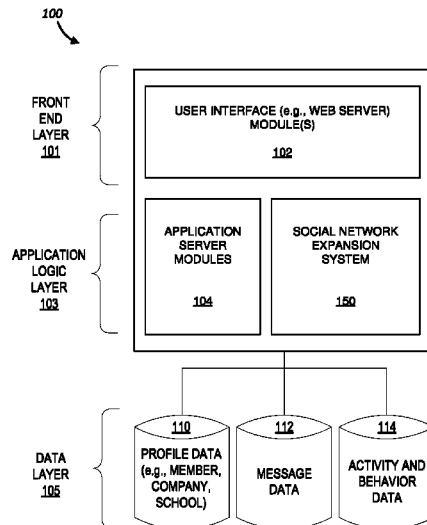 100
FRONT
END
LAYER
101
USER INTERFACE (e.g., WEB SERVER)
MODULE(S)
102
APPLICATION
LOGIC
LAYER
103
APPLICATION
SERVER
MODULES
104
SOCIAL NETWORK
EXPANSION
SYSTEM
150
DATA
LAYER
105
110
PROFILE DATA
(e.g., MEMBER,
COMPANY,
SCHOOL)
112
MESSAGE
DATA
114
ACTIVITY AND
BEHAVIOR
DATA